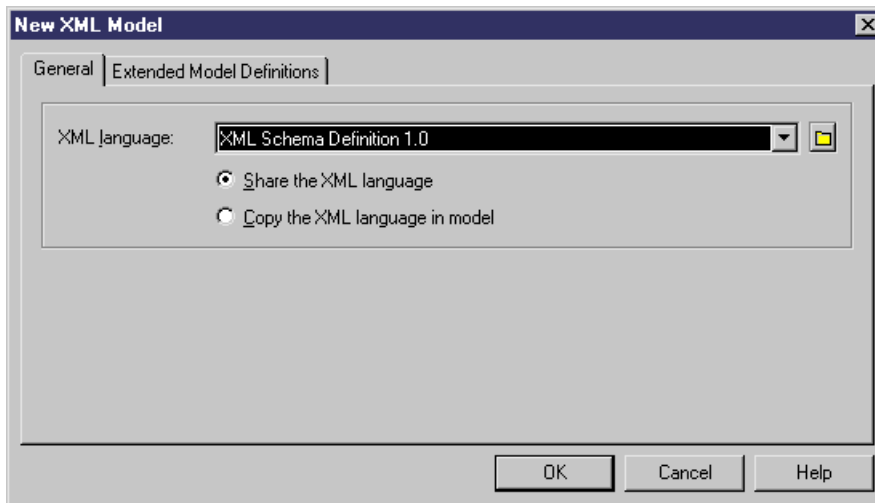 New XML Model
General Extended Model Definitions
XML language: XML Schema Definition 1.0
Share the XML language
Copy the XML language in model
OK Cancel Help